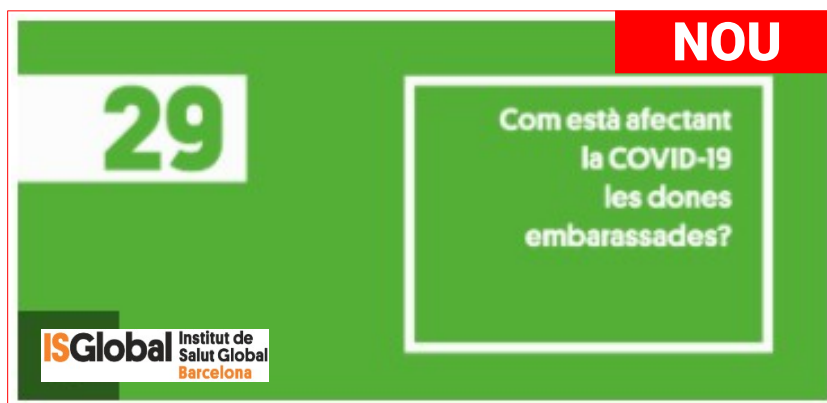 NOU
29
Com està afectant
la COVID-19
les dones
embarassades?
ISGlobal
Institut de
Salut Global
Barcelona